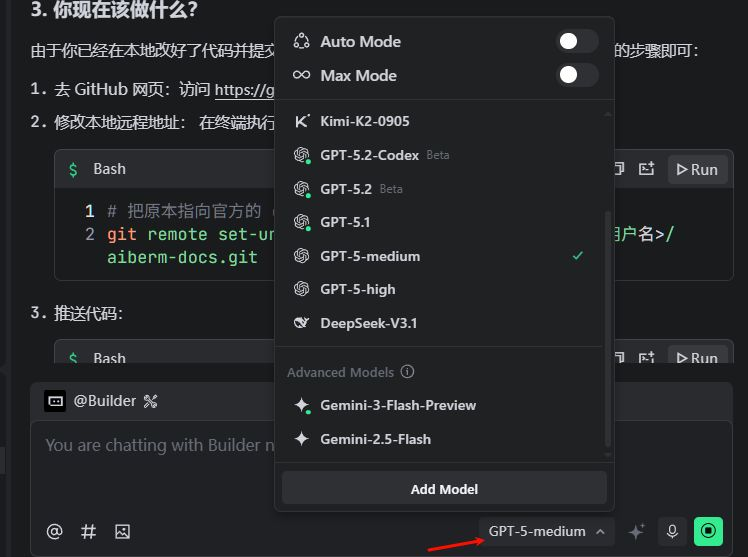 3. 你现在该做什么?
由于你已经在本地改好了代码并提交
的步骤即可：
1. 去 GitHub 网页：访问 https://g
2. 修改本地远程地址： 在终端执行
$ Bash
Run
1 # 把原本指向官方的
2 git remote set-ur
用户名>/
aiberm-docs.git
3. 推送代码：
$ Bash
Run
Auto Mode
Max Mode
Kimi-K2-0905
GPT-5.2-Codex Beta
GPT-5.2 Beta
GPT-5.1
GPT-5-medium
GPT-5-high
DeepSeek-V3.1
Advanced Models
Gemini-3-Flash-Preview
Gemini-2.5-Flash
Add Model
@Builder
You are chatting with Builder n
@ #
GPT-5-medium